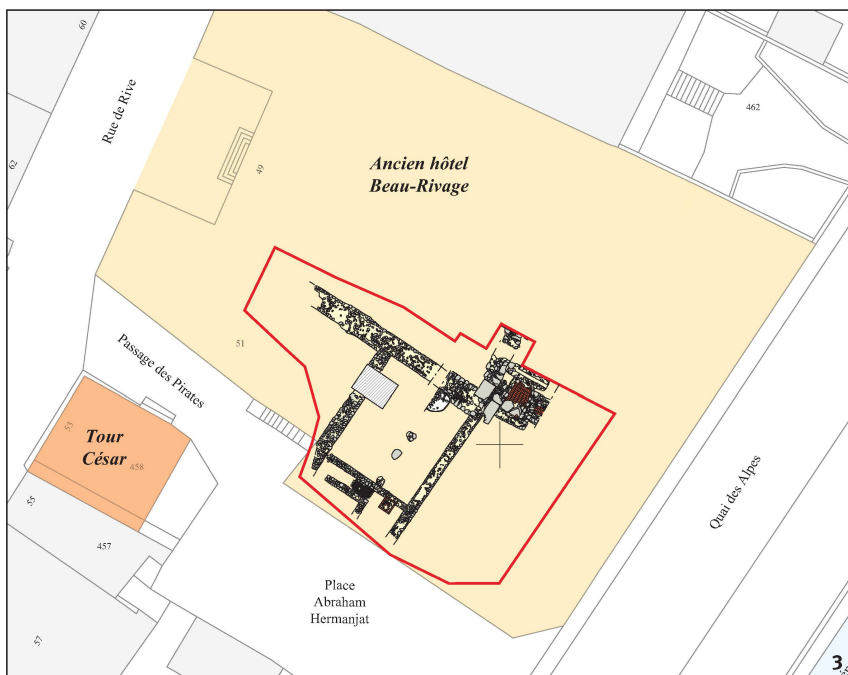 60
Rue de Rive
62
49
462
Ancien hôtel
Beau-Rivage
51
Passage des Pirates
53
Tour
César
458
55
457
57
Quai des Alpes
Place
Abraham
Hermanjat
3